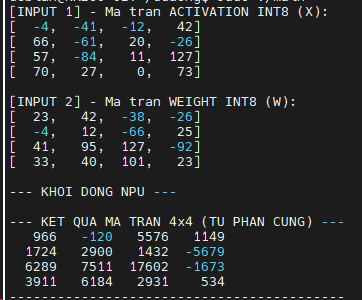 [INPUT 1] - Ma tran ACTIVATION INT8 (X):
[  -4,  -41,  -12,   42]
[  66,  -61,   20,  -26]
[  57,  -84,   11,  127]
[  70,   27,    0,  -73]
[INPUT 2] - Ma tran WEIGHT INT8 (W):
[  23,   42,  -38,  -26]
[  -4,   12,  -66,   25]
[  41,   95,  127,  -92]
[  33,   40,  101,   23]
--- KHOI DONG NPU ---
--- KET QUA MA TRAN 4x4 (TU PHAN CUNG) ---
966   -120   5576   1149
1724   2900   1432  -5679
6289   7511  17602  -1673
3911   6184   2931    534